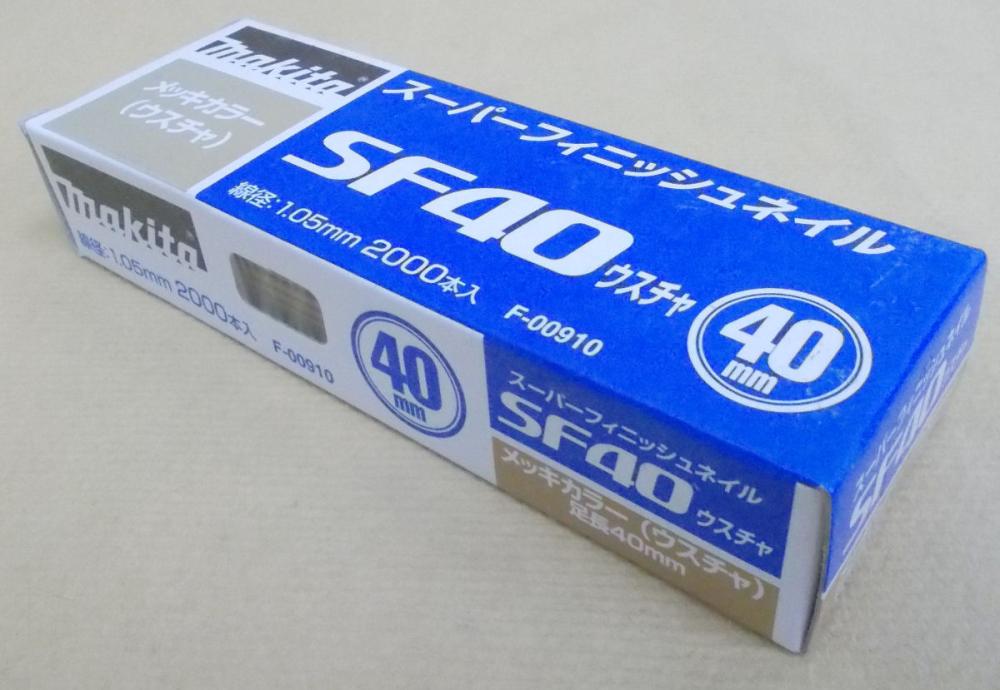 makita®
メッキカラー
(ウスチャ)
スーパーフィニッシュネイル
SF40 ウスチャ
線径:1.05mm 2000本入 F-00910
40
mm
makita
線径:1.05mm 2000本入 F-00910
40
mm
スーパーフィニッシュネイル
SF40 ウスチャ
メッキカラー(ウスチャ)
足長40mm
SF40